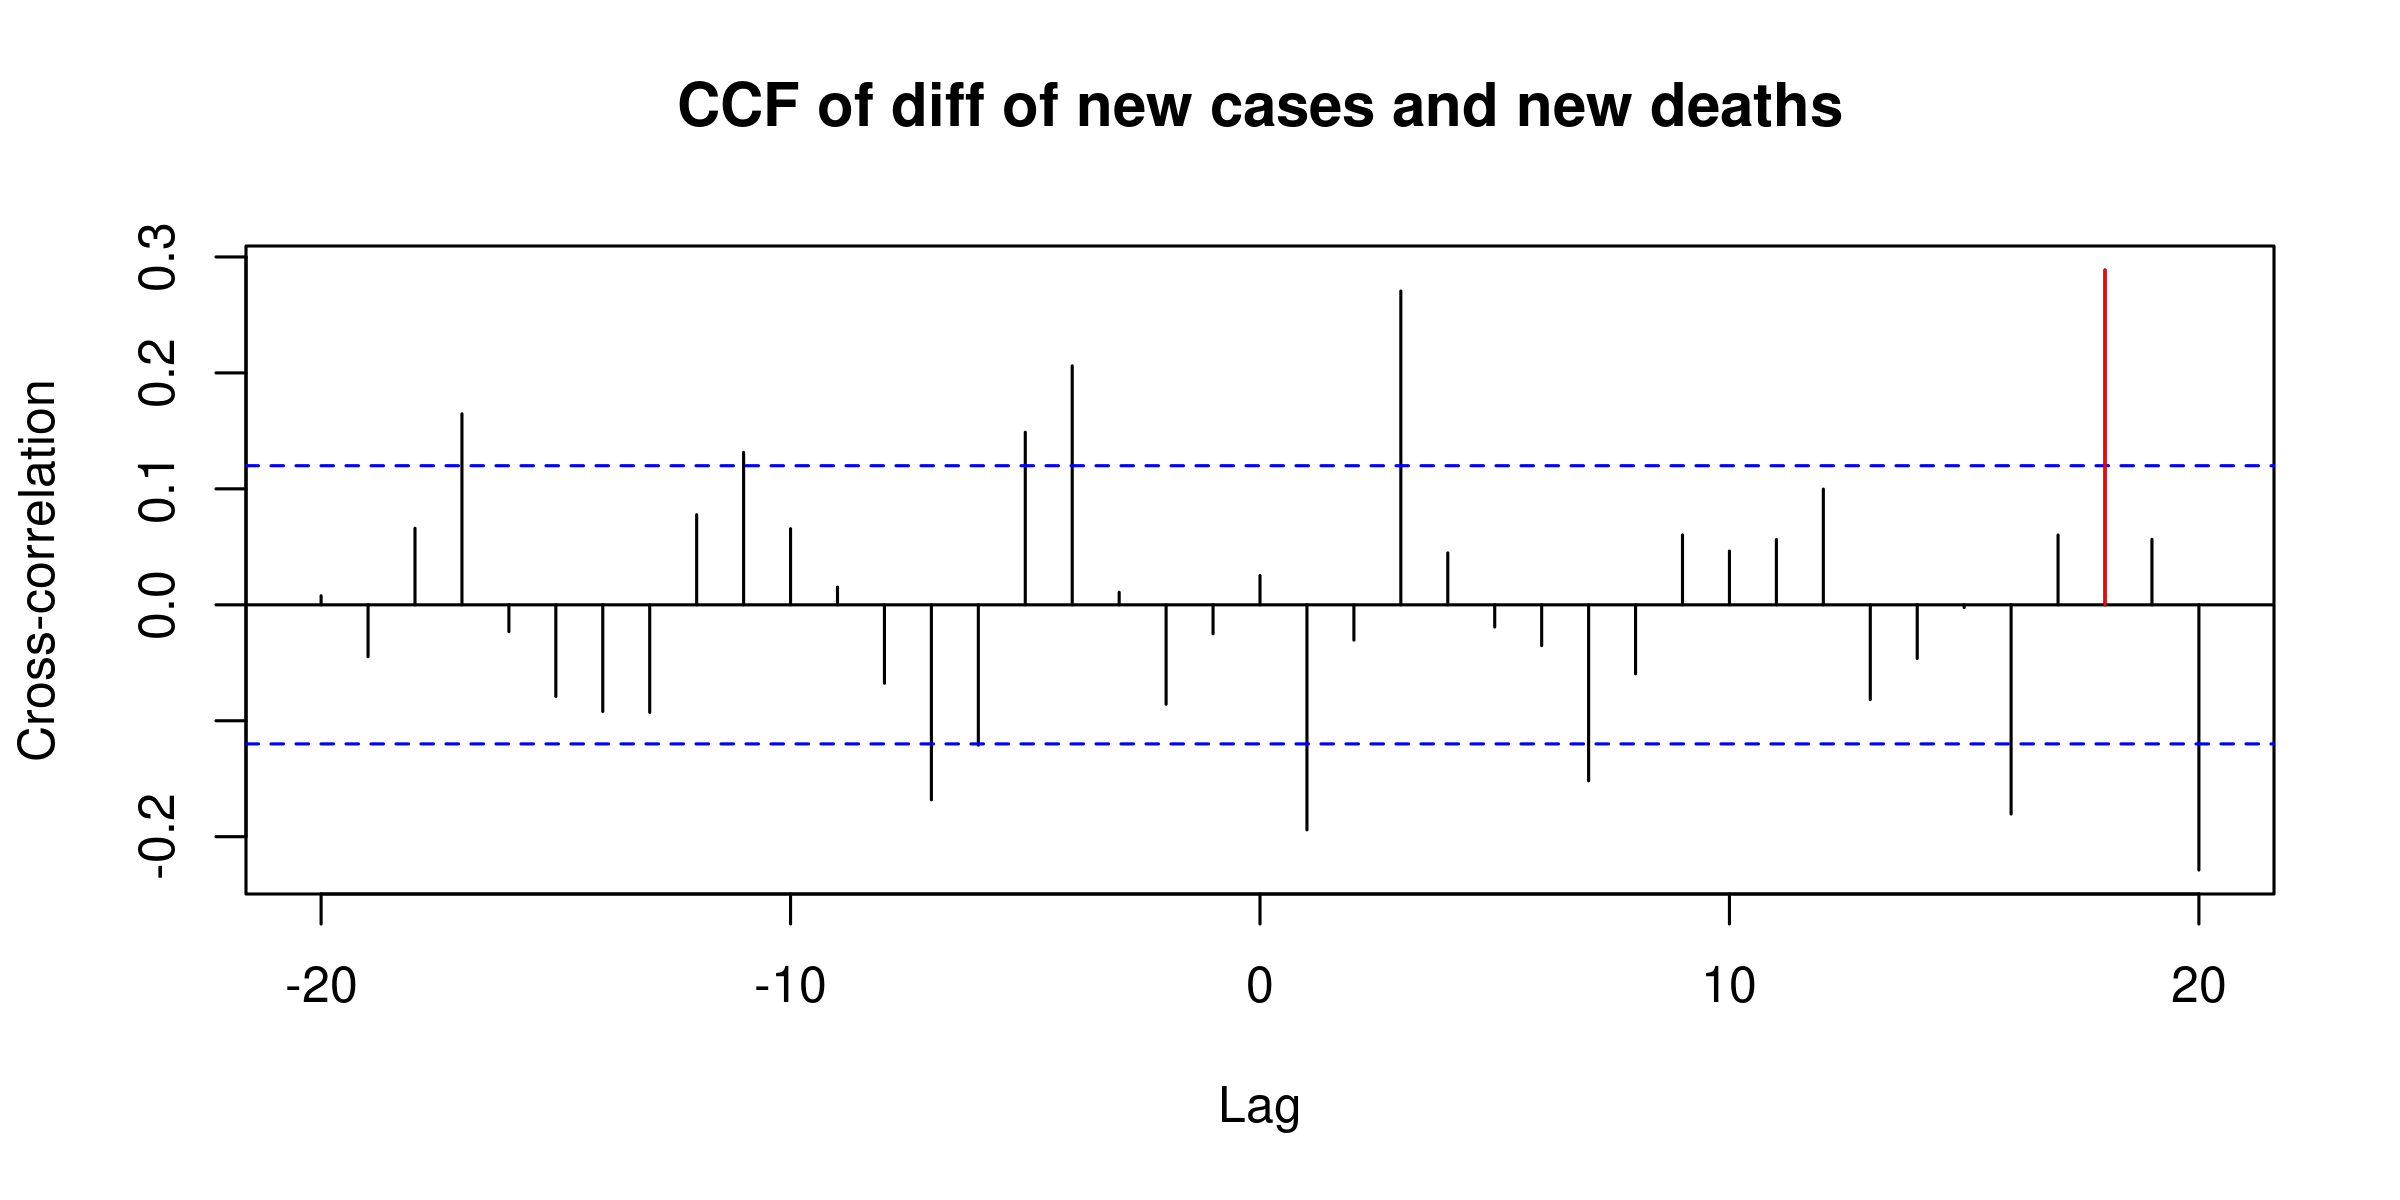 CCF of diff of new cases and new deaths
Cross-correlation
0.3
0.2
0.1
0.0
-0.2
-20 -10 0 10 20
Lag